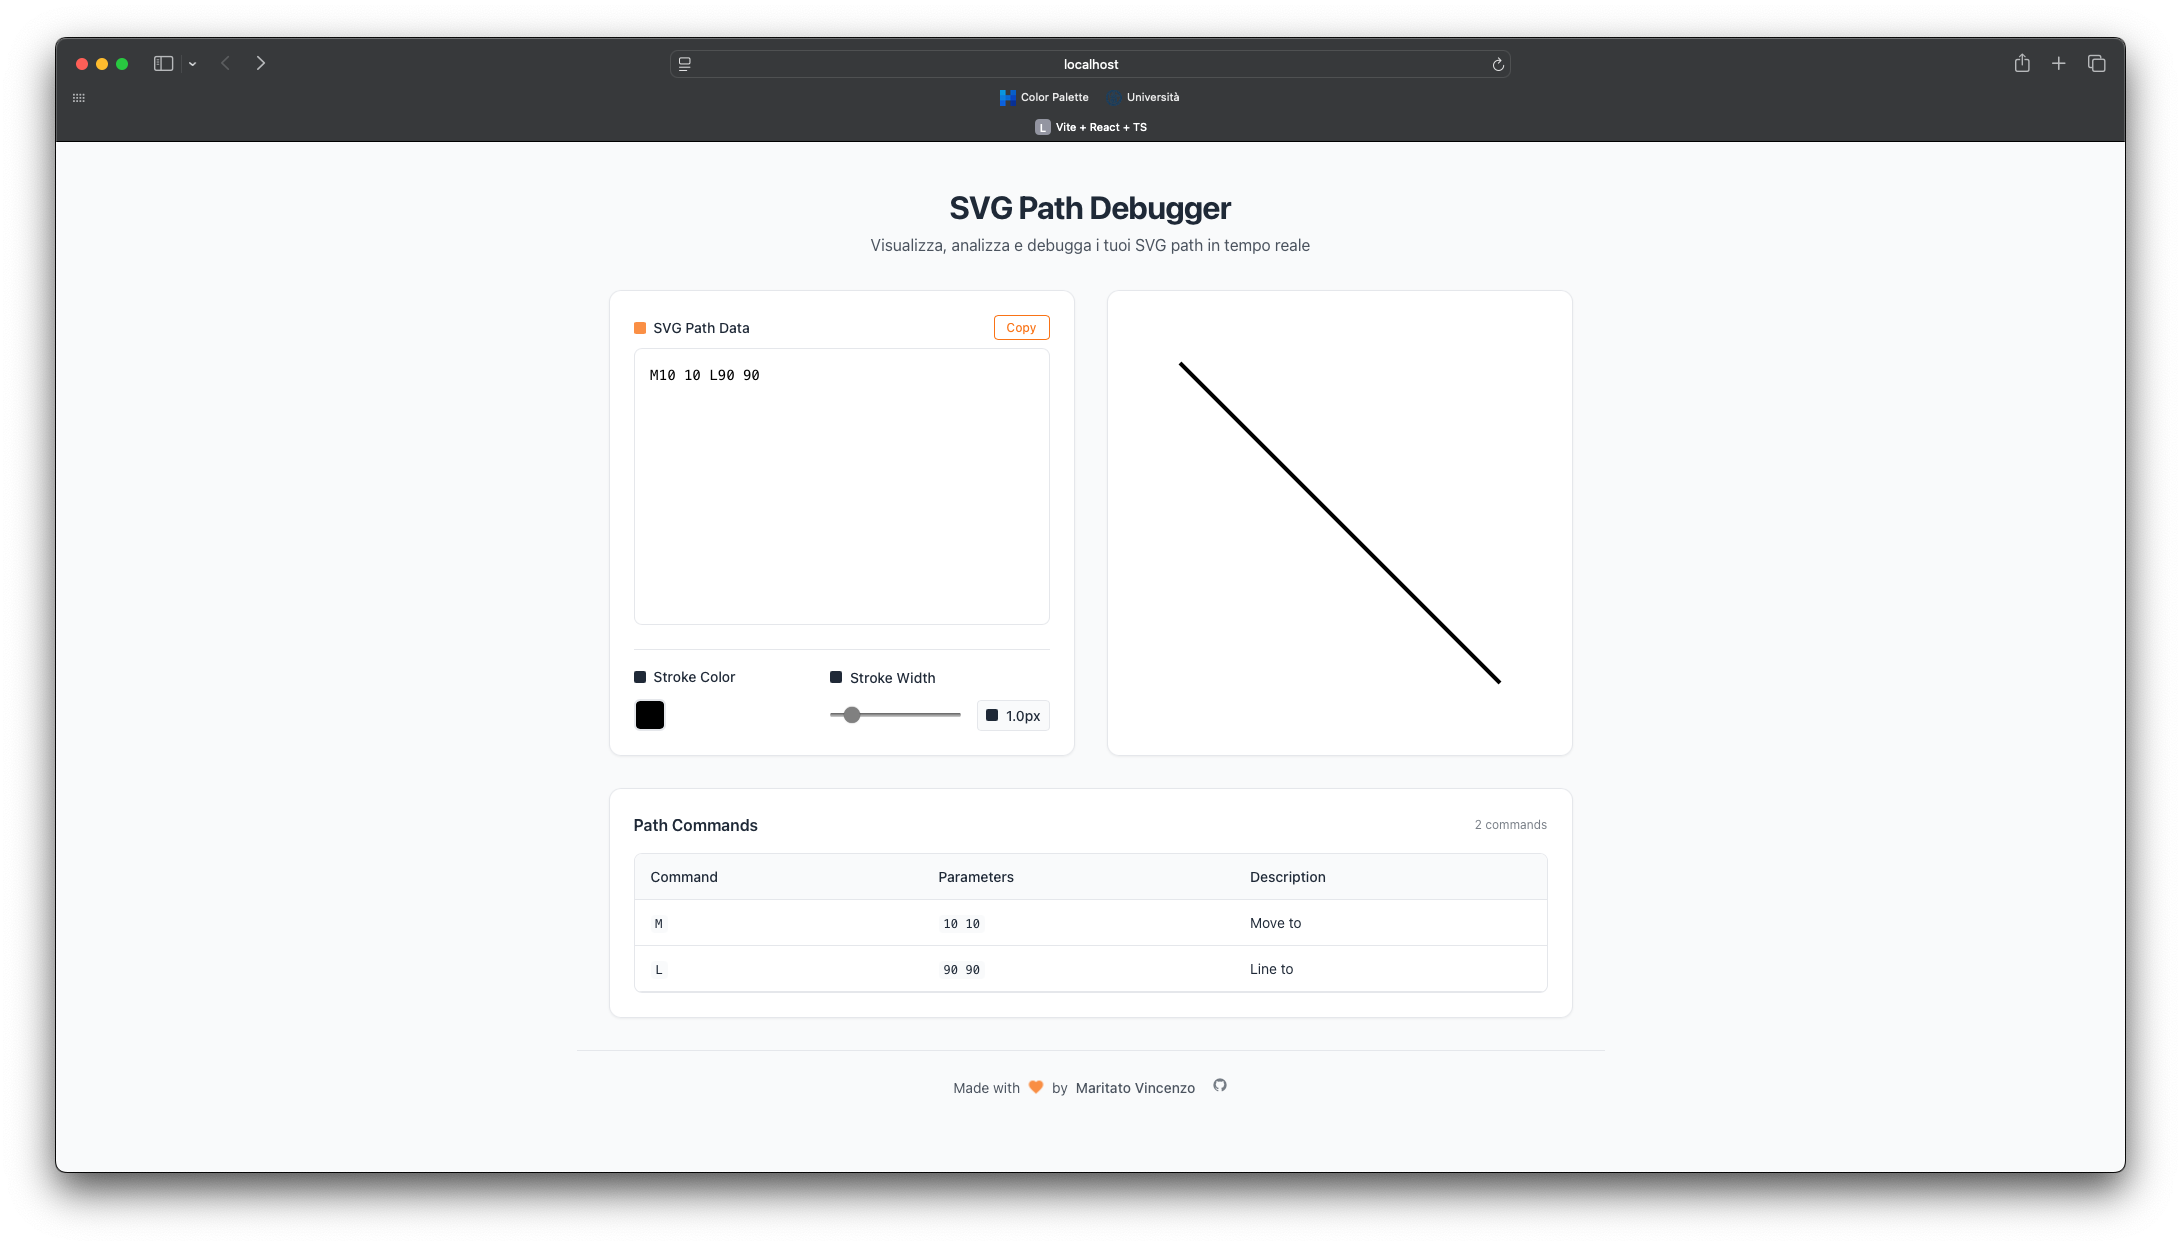 localhost
Color Palette Università
L Vite + React + TS
SVG Path Debugger
Visualizza, analizza e debugga i tuoi SVG path in tempo reale
SVG Path Data Copy
M10 10 L90 90
Stroke Color Stroke Width
1.0px
Path Commands 2 commands
Command Parameters Description
M 10 10 Move to
L 90 90 Line to
Made with 🧡 by Maritato Vincenzo